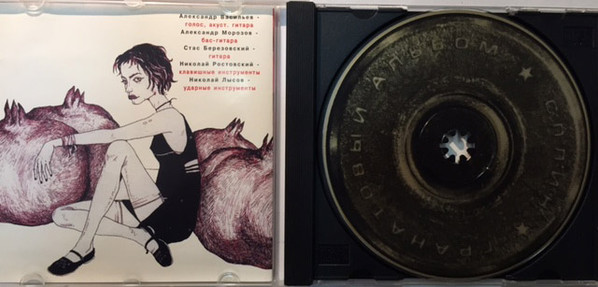 Александр Васильев -
голос, акуст. гитара
Александр Морозов -
бас-гитара
Стас Березовский -
гитара
Николай Ростовский -
клавишные инструменты
Николай Лысов -
ударные инструменты
ГРАНАТОВЫЙ АЛЬБОМ ★ СПЛИН ★